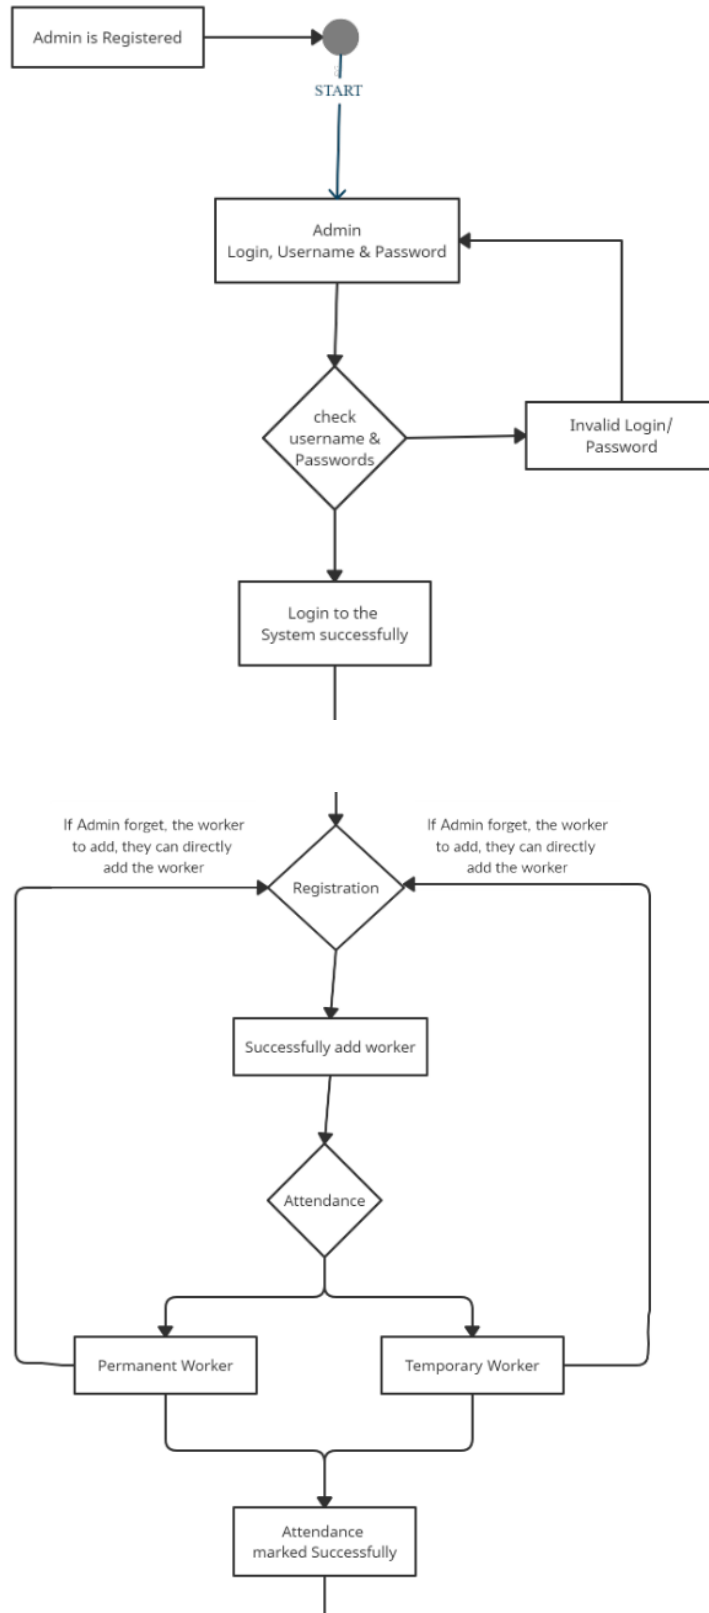 Admin is Registered
START
Admin
Login, Username & Password
check
username &
Passwords
Invalid Login/
Password
Login to the
System successfully
If Admin forget, the worker
to add, they can directly
add the worker
If Admin forget, the worker
to add, they can directly
add the worker
Registration
Successfully add worker
Attendance
Permanent Worker
Temporary Worker
Attendance
marked Successfully